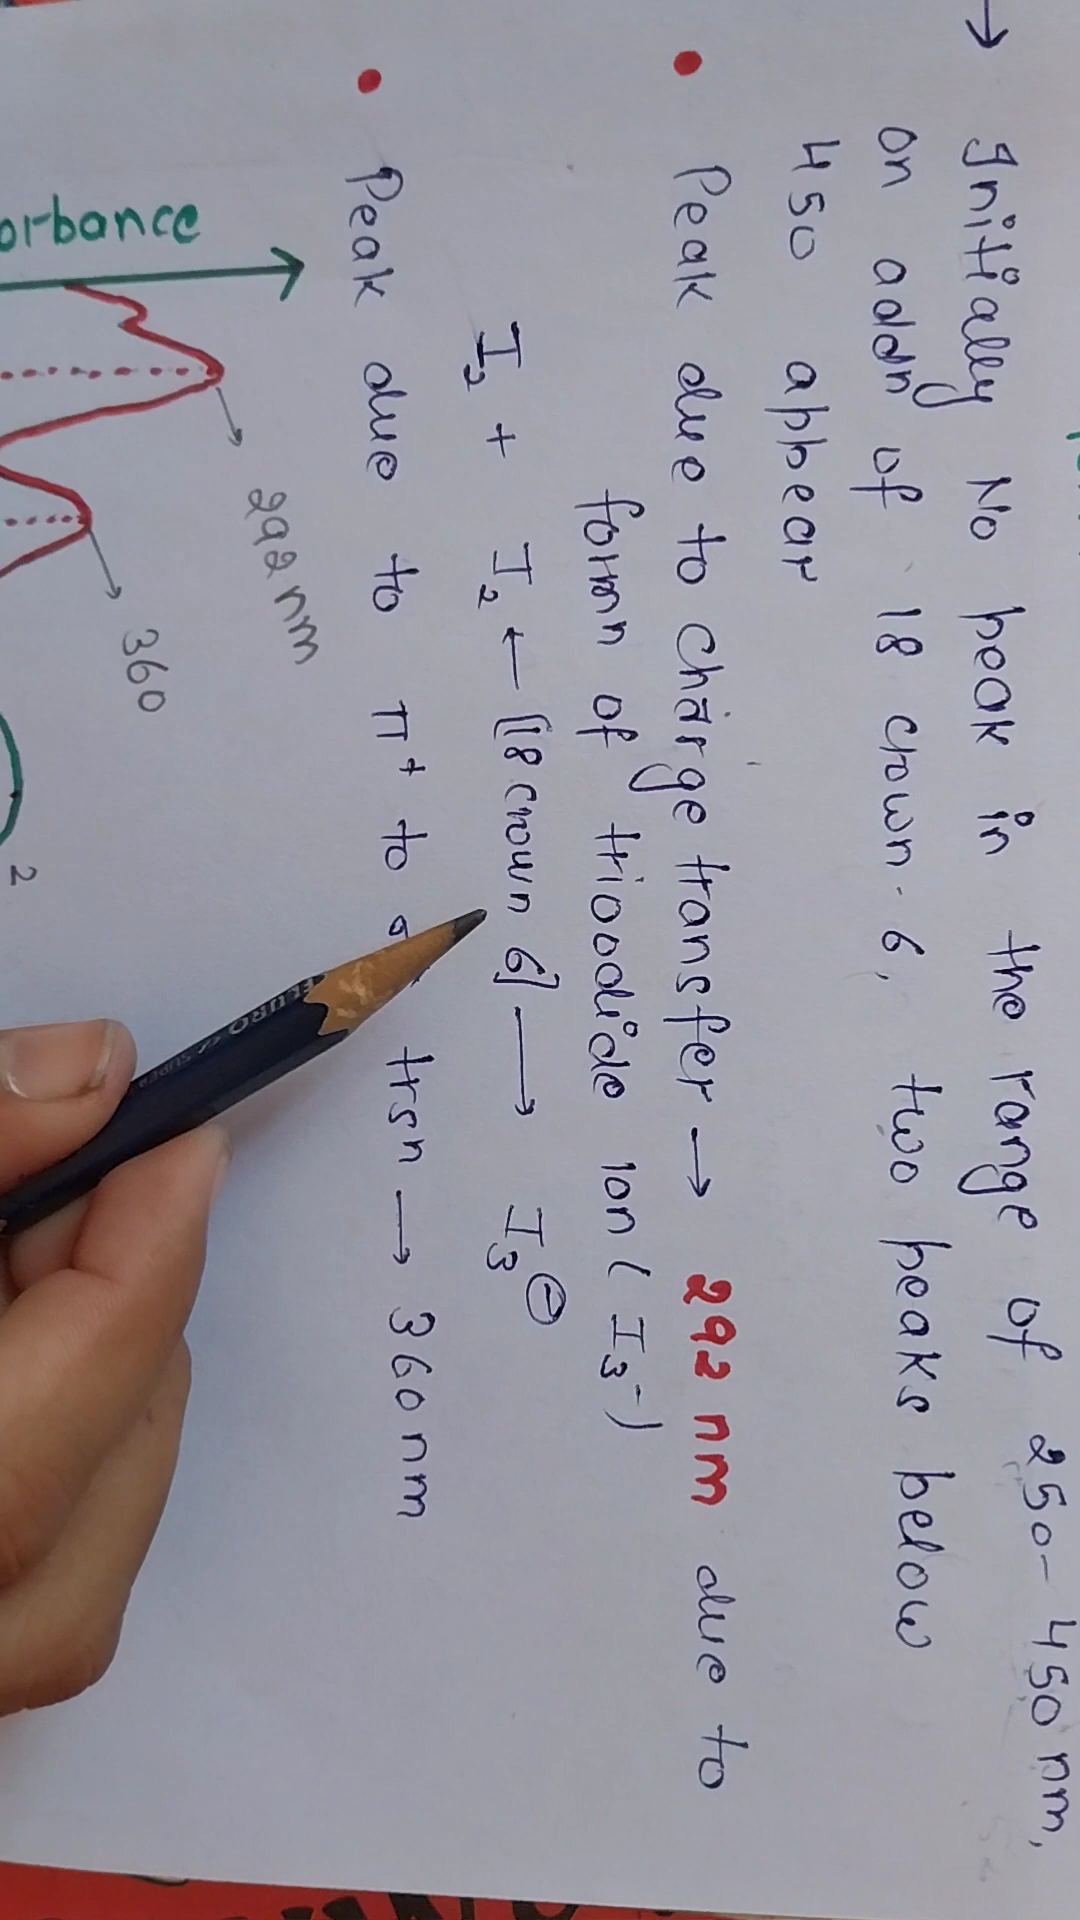 → Initially No peak in the range of 250-450 nm,
on addn of 18 crown-6, two peaks below
450 appear
• Peak due to charge transfer → 292 nm due to
formn of triiodide ion (I₃⁻)
I₂ + I₂ ← [18 crown 6] → I₃⊖
• Peak due to π* to σ trsn → 360 nm
orbance
292 nm
360
2